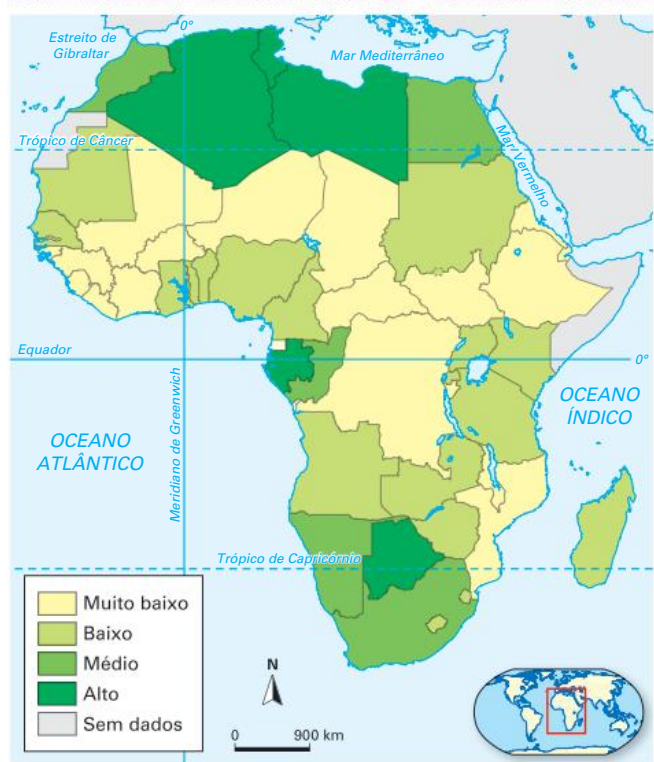 0°
Estreito de
Gibraltar
Mar Mediterrâneo
Trópico de Câncer
Mar Vermelho
Equador
0°
Meridiano de Greenwich
OCEANO
ATLÂNTICO
OCEANO
ÍNDICO
Trópico de Capricórnio
Muito baixo
Baixo
Médio
Alto
Sem dados
N
0
900 km